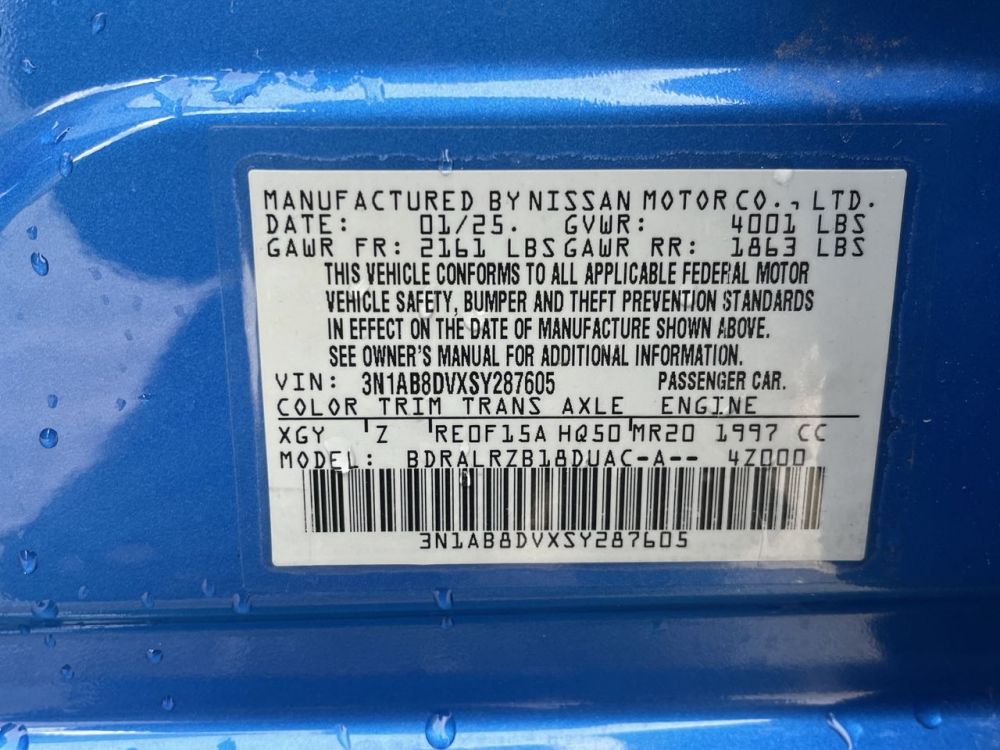 MANUFACTURED BY NISSAN MOTOR CO., LTD.
DATE: 01/25. GVWR: 4001 LBS
GAWR FR: 2161 LBS GAWR RR: 1863 LBS
THIS VEHICLE CONFORMS TO ALL APPLICABLE FEDERAL MOTOR
VEHICLE SAFETY, BUMPER AND THEFT PREVENTION STANDARDS
IN EFFECT ON THE DATE OF MANUFACTURE SHOWN ABOVE.
SEE OWNER'S MANUAL FOR ADDITIONAL INFORMATION.
VIN: 3N1AB8DVXSY287605 PASSENGER CAR.
COLOR TRIM TRANS AXLE ENGINE
XGY Z RE0F15A HQ50 MR20 1997 CC
MODEL: BDRALRZB18DUAC-A-- 4Z000
3N1AB8DVXSY287605